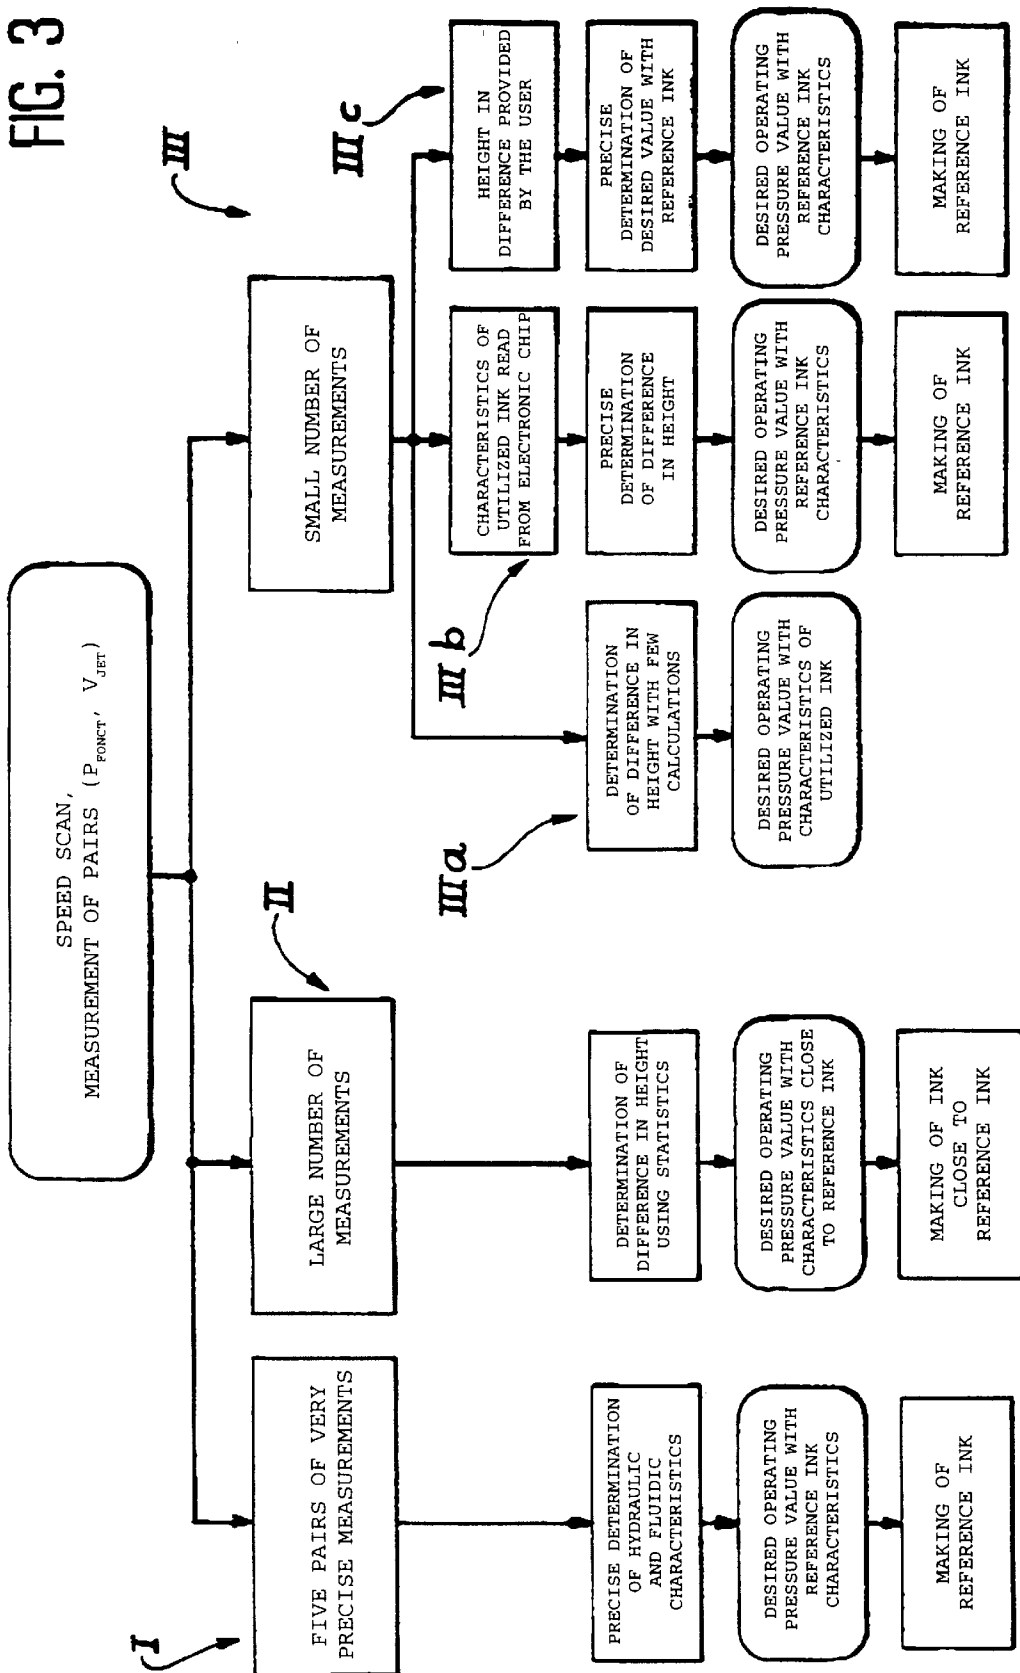 FIG. 3
SPEED SCAN,
MEASUREMENT OF PAIRS (P_FONCT, V_JET)
I
FIVE PAIRS OF VERY
PRECISE MEASUREMENTS
PRECISE DETERMINATION
OF HYDRAULIC
AND FLUIDIC
CHARACTERISTICS
DESIRED OPERATING
PRESSURE VALUE WITH
REFERENCE INK
CHARACTERISTICS
MAKING OF
REFERENCE INK
II
LARGE NUMBER OF
MEASUREMENTS
DETERMINATION OF
DIFFERENCE IN HEIGHT
USING STATISTICS
DESIRED OPERATING
PRESSURE VALUE WITH
CHARACTERISTICS CLOSE
TO REFERENCE INK
MAKING OF INK
CLOSE TO
REFERENCE INK
III
SMALL NUMBER OF
MEASUREMENTS
IIIa
DETERMINATION
OF DIFFERENCE IN
HEIGHT WITH FEW
CALCULATIONS
DESIRED OPERATING
PRESSURE VALUE WITH
CHARACTERISTICS OF
UTILIZED INK
IIIb
CHARACTERISTICS OF
UTILIZED INK READ
FROM ELECTRONIC CHIP
PRECISE
DETERMINATION
OF DIFFERENCE
IN HEIGHT
DESIRED OPERATING
PRESSURE VALUE WITH
REFERENCE INK
CHARACTERISTICS
MAKING OF
REFERENCE INK
IIIc
HEIGHT IN
DIFFERENCE PROVIDED
BY THE USER
PRECISE
DETERMINATION OF
DESIRED VALUE WITH
REFERENCE INK
DESIRED OPERATING
PRESSURE VALUE WITH
REFERENCE INK
CHARACTERISTICS
MAKING OF
REFERENCE INK